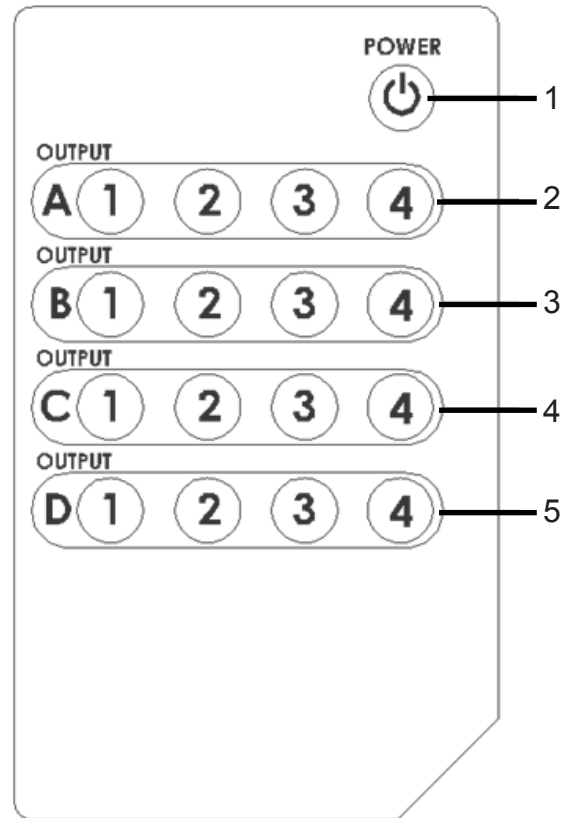 POWER
1
OUTPUT
A 1 2 3 4 2
OUTPUT
B 1 2 3 4 3
OUTPUT
C 1 2 3 4 4
OUTPUT
D 1 2 3 4 5